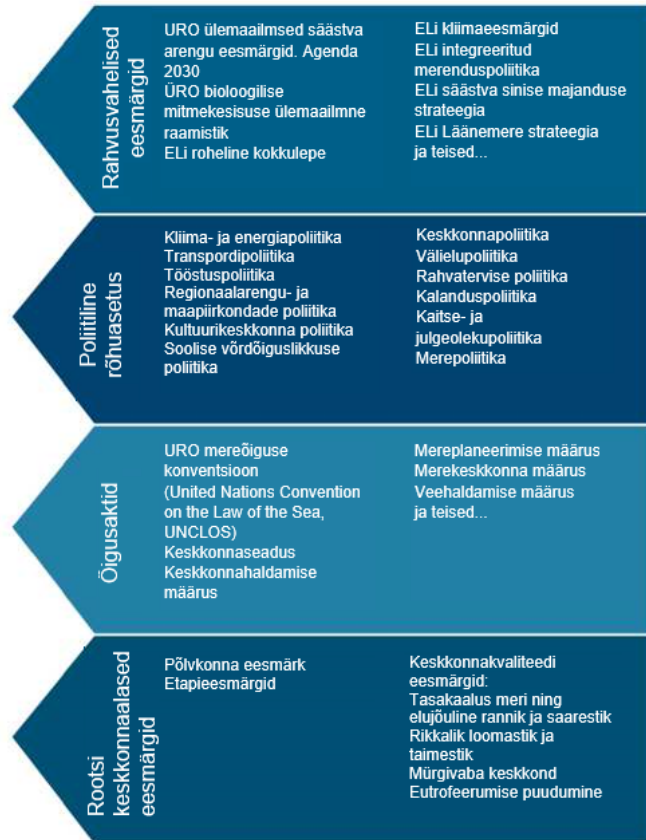 Rahvusvahelised
eesmärgid
URO ülemaailmsed säästva
arengu eesmärgid. Agenda
2030
ÜRO bioloogilise
mitmekesisuse ülemaailmne
raamistik
ELi roheline kokkulepe
ELi kliimaeesmärgid
ELi integreeritud
merenduspoliitika
ELi säästva sinise majanduse
strateegia
ELi Läänemere strateegia
ja teised...
Poliitiline
rõhuasetus
Kliima- ja energiapoliitika
Transpordipoliitika
Tööstuspoliitika
Regionaalarengu- ja
maapiirkondade poliitika
Kultuurikeskkonna poliitika
Soolise võrdõiguslikkuse
poliitika
Keskkonnapoliitika
Välielupoliitika
Rahvatervise poliitika
Kalanduspoliitika
Kaitse- ja
julgeolekupoliitika
Merepoliitika
Õigusaktid
URO mereõiguse
konventsioon
(United Nations Convention
on the Law of the Sea,
UNCLOS)
Keskkonnaseadus
Keskkonnahaldamise
määrus
Mereplaneerimise määrus
Merekeskkonna määrus
Veehaldamise määrus
ja teised...
Rootsi
keskkonnaalased
eesmärgid
Põlvkonna eesmärk
Etapieesmärgid
Keskkonnakvaliteedi
eesmärgid:
Tasakaalus meri ning
elujõuline rannik ja saarestik
Rikkalik loomastik ja
taimestik
Mürgivaba keskkond
Eutrofeerumise puudumine